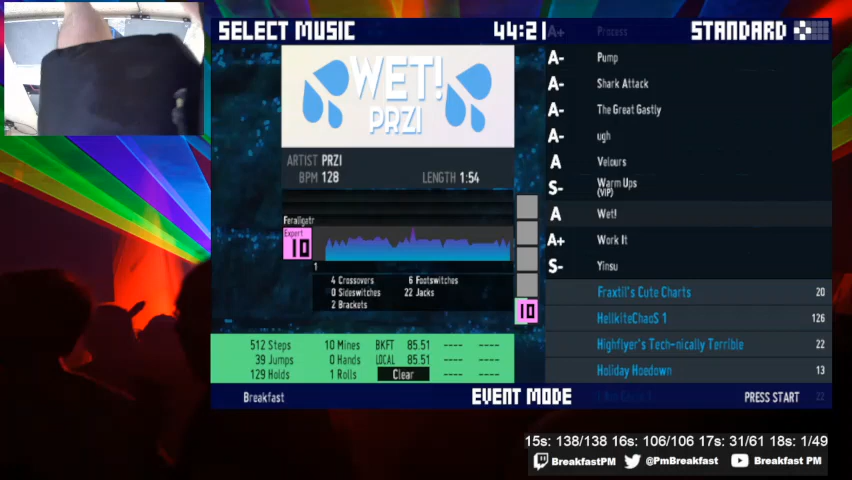 SELECT MUSIC
44:21
STANDARD
WET!
PRZI
ARTIST PRZI
BPM 128
LENGTH 1:54
Feraligatr
Expert
10
1
4 Crossovers
6 Footswitches
0 Sideswitches
22 Jacks
2 Brackets
10
512 Steps
10 Mines
BKFT 85.51 ---- ----
39 Jumps
0 Hands
LOCAL 85.51 ---- ----
129 Holds
1 Rolls
Clear
---- ----
A+ Process
A- Pump
A- Shark Attack
A- The Great Gastly
A- ugh
A Velours
S- Warm Ups
(VIP)
A Wet!
A+ Work It
S- Yinsu
Fraxtil's Cute Charts 20
HellkiteChaoS 1 126
Highflyer's Tech-nically Terrible 22
Holiday Hoedown 13
22
Breakfast
EVENT MODE
PRESS START
15s: 138/138 16s: 106/106 17s: 31/61 18s: 1/49
BreakfastPM
@PmBreakfast
Breakfast PM